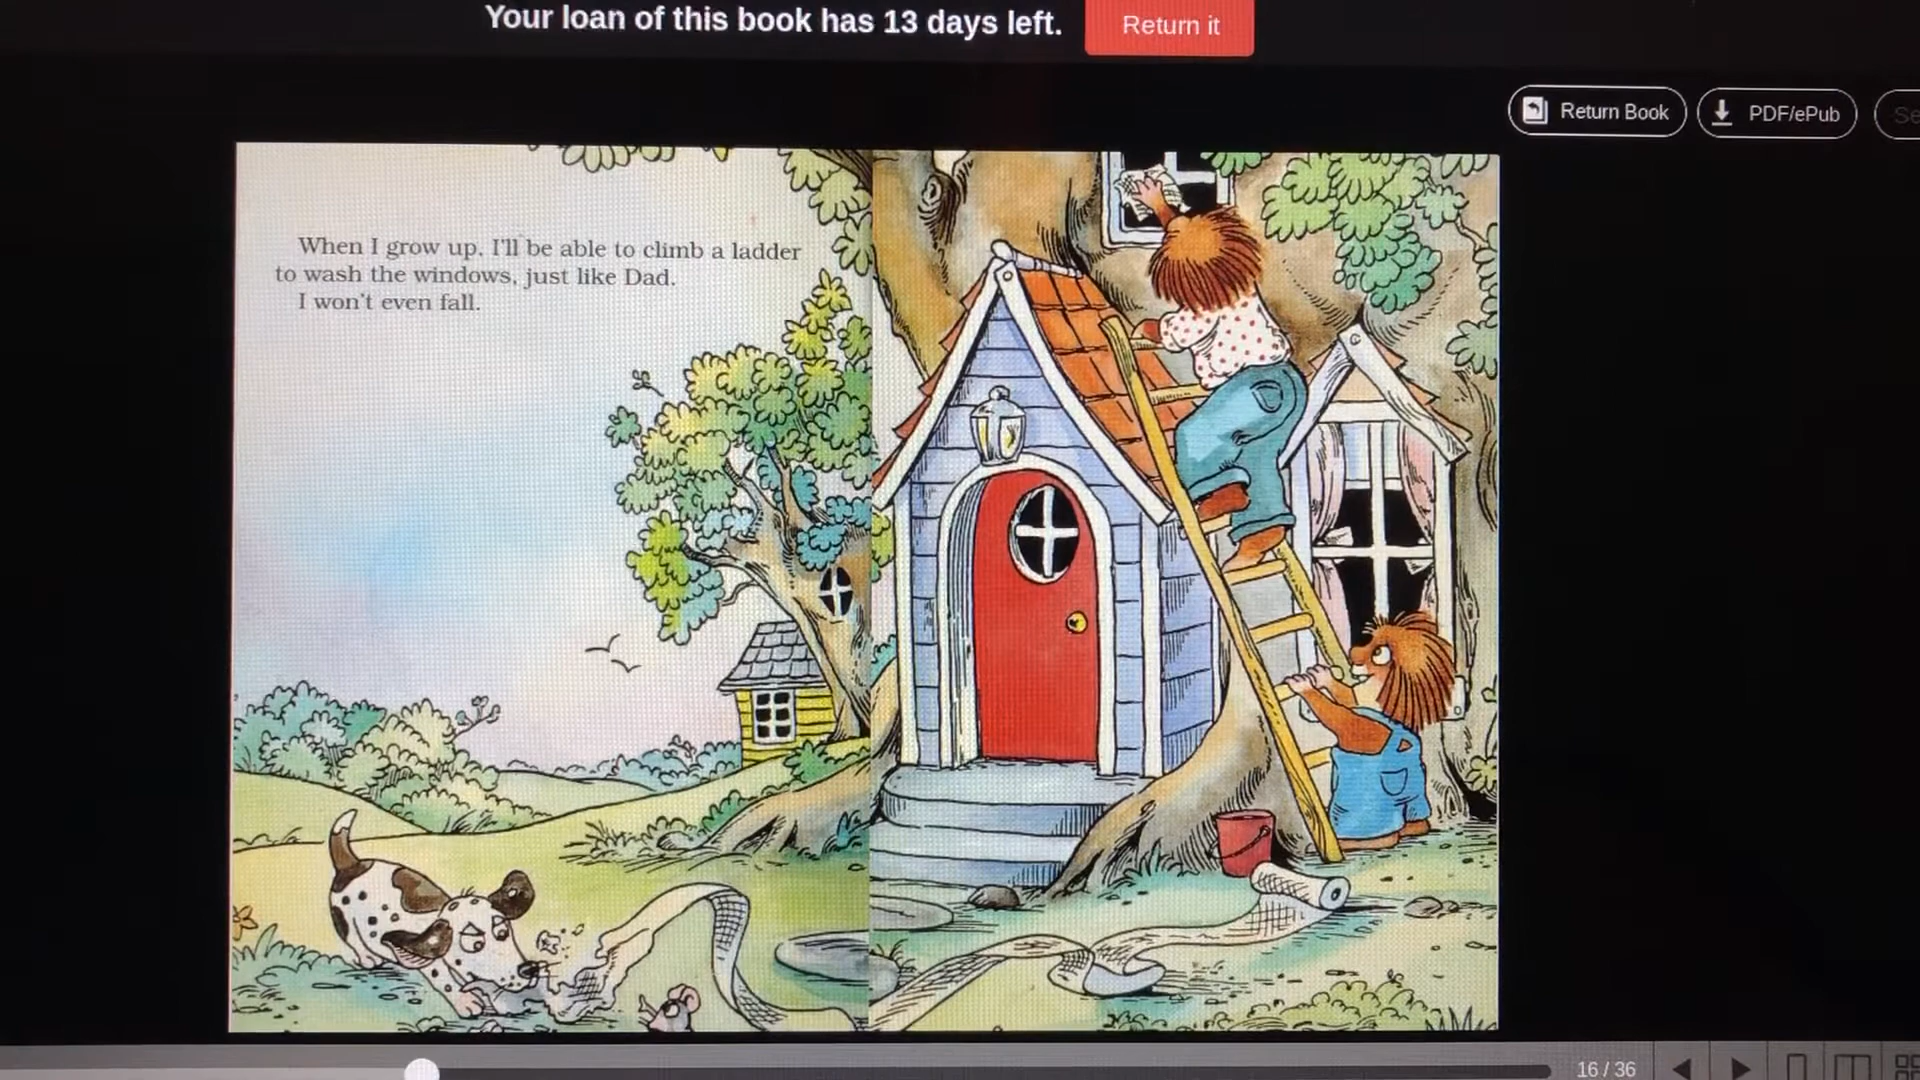 Your loan of this book has 13 days left.
Return it
Return Book
PDF/ePub
Se
When I grow up, I'll be able to climb a ladder
to wash the windows, just like Dad.
I won't even fall.
16 / 36